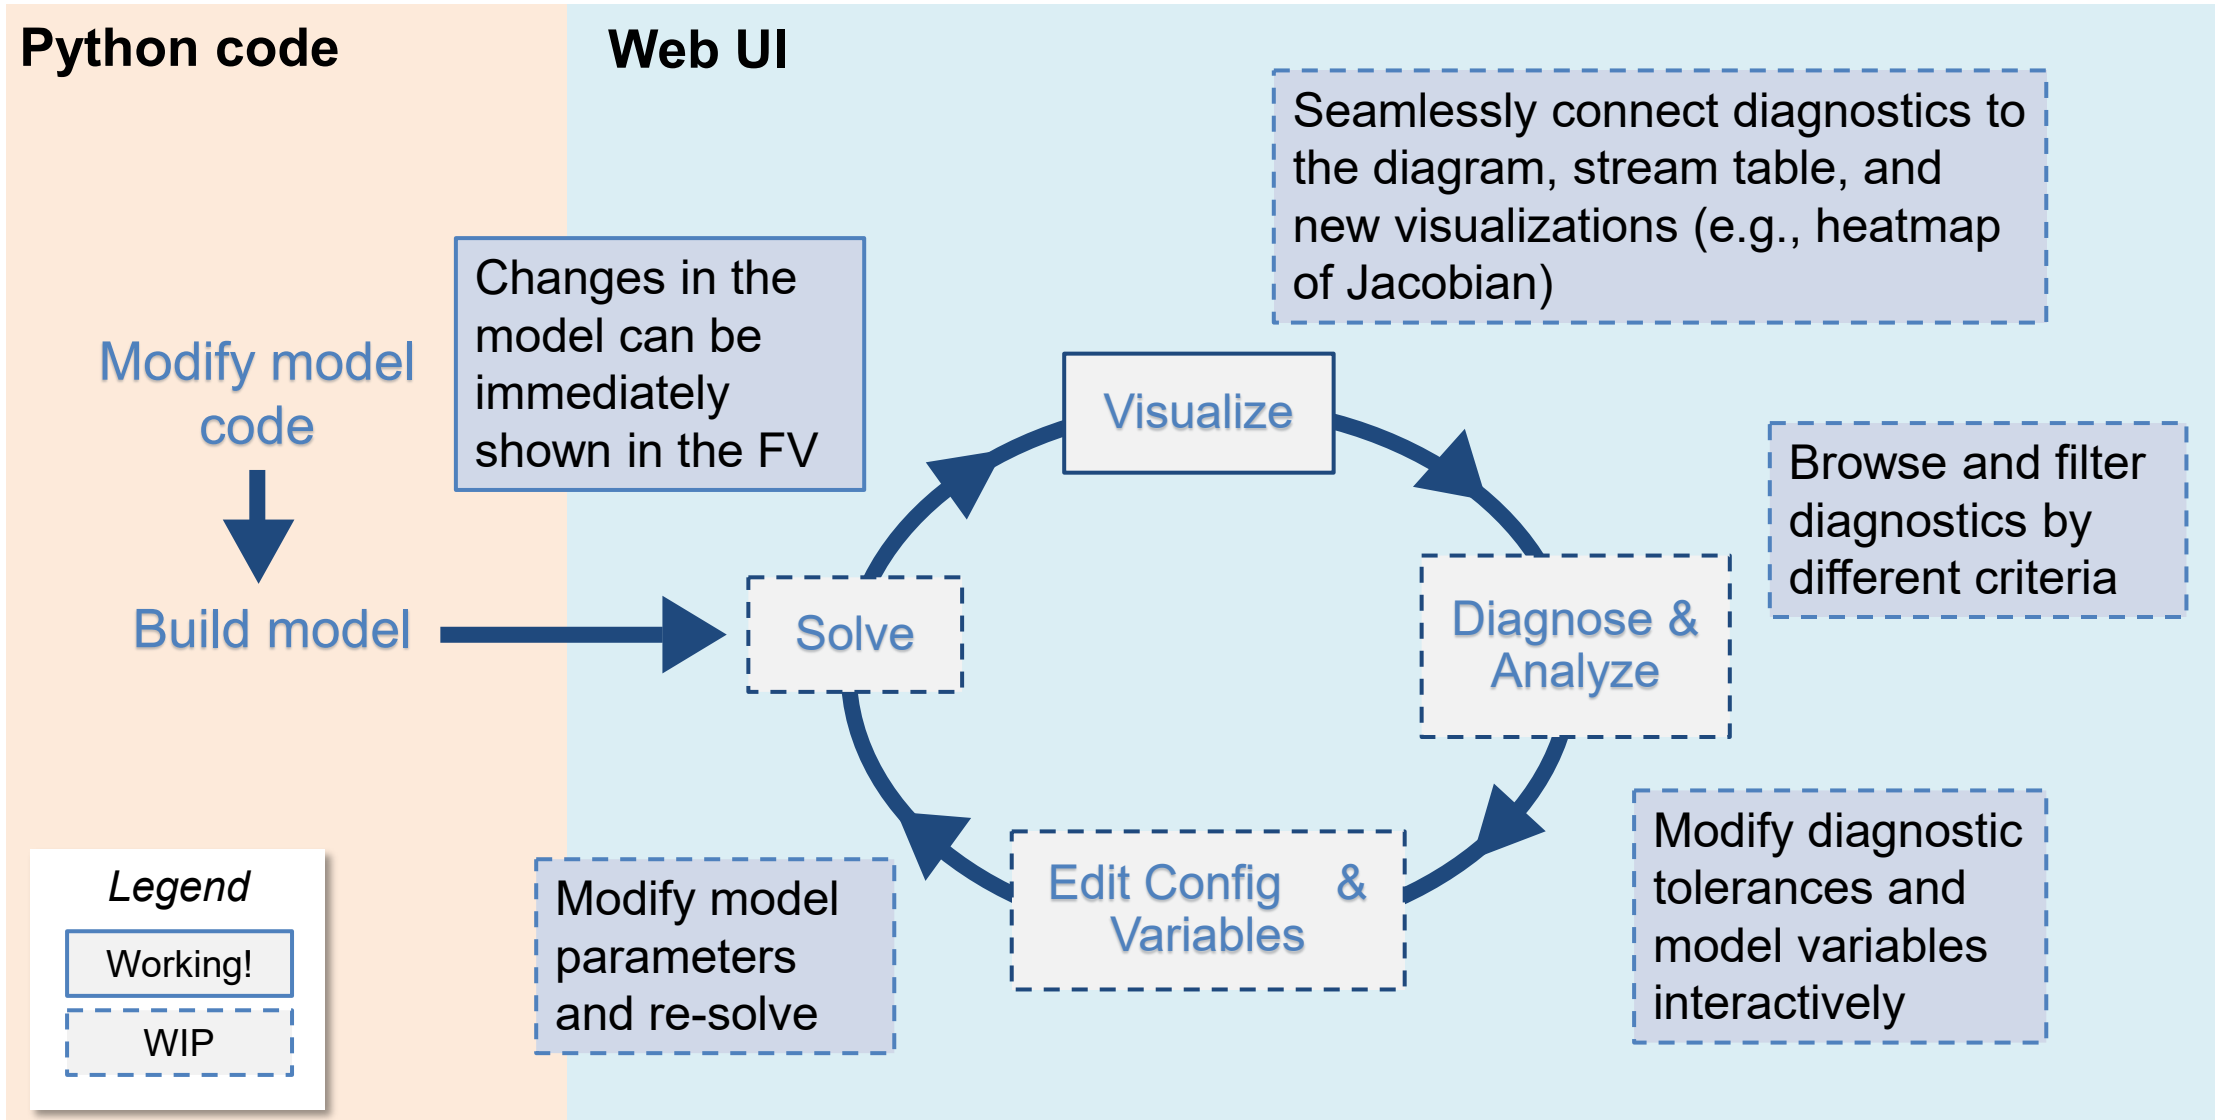 Python code
Web UI
Seamlessly connect diagnostics to
the diagram, stream table, and
new visualizations (e.g., heatmap
of Jacobian)
Changes in the
model can be
immediately
shown in the FV
Modify model
code
Visualize
Browse and filter
diagnostics by
different criteria
Build model
Solve
Diagnose &
Analyze
Modify diagnostic
tolerances and
model variables
interactively
Edit Config &
Variables
Modify model
parameters
and re-solve
Legend
Working!
WIP